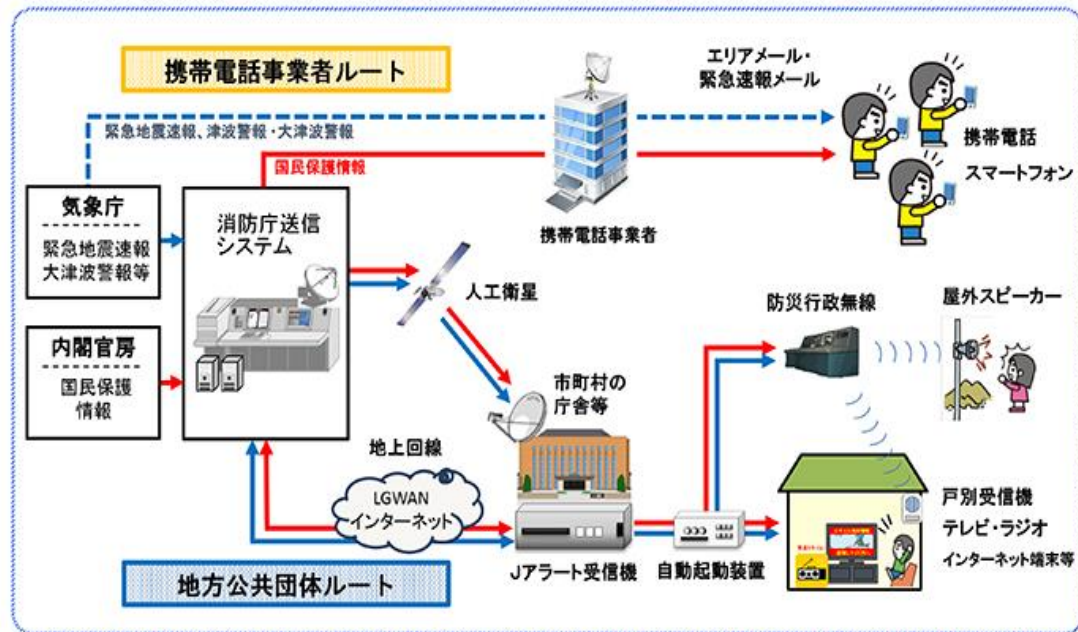 携帯電話事業者ルート
エリアメール・
緊急速報メール
緊急地震速報、津波警報・大津波警報
国民保護情報
携帯電話
スマートフォン
携帯電話事業者
気象庁
緊急地震速報
大津波警報等
消防庁送信
システム
人工衛星
内閣官房
国民保護
情報
防災行政無線
屋外スピーカー
市町村の
庁舎等
地上回線
LGWAN
インターネット
Jアラート受信機
自動起動装置
戸別受信機
テレビ・ラジオ
インターネット端末等
地方公共団体ルート